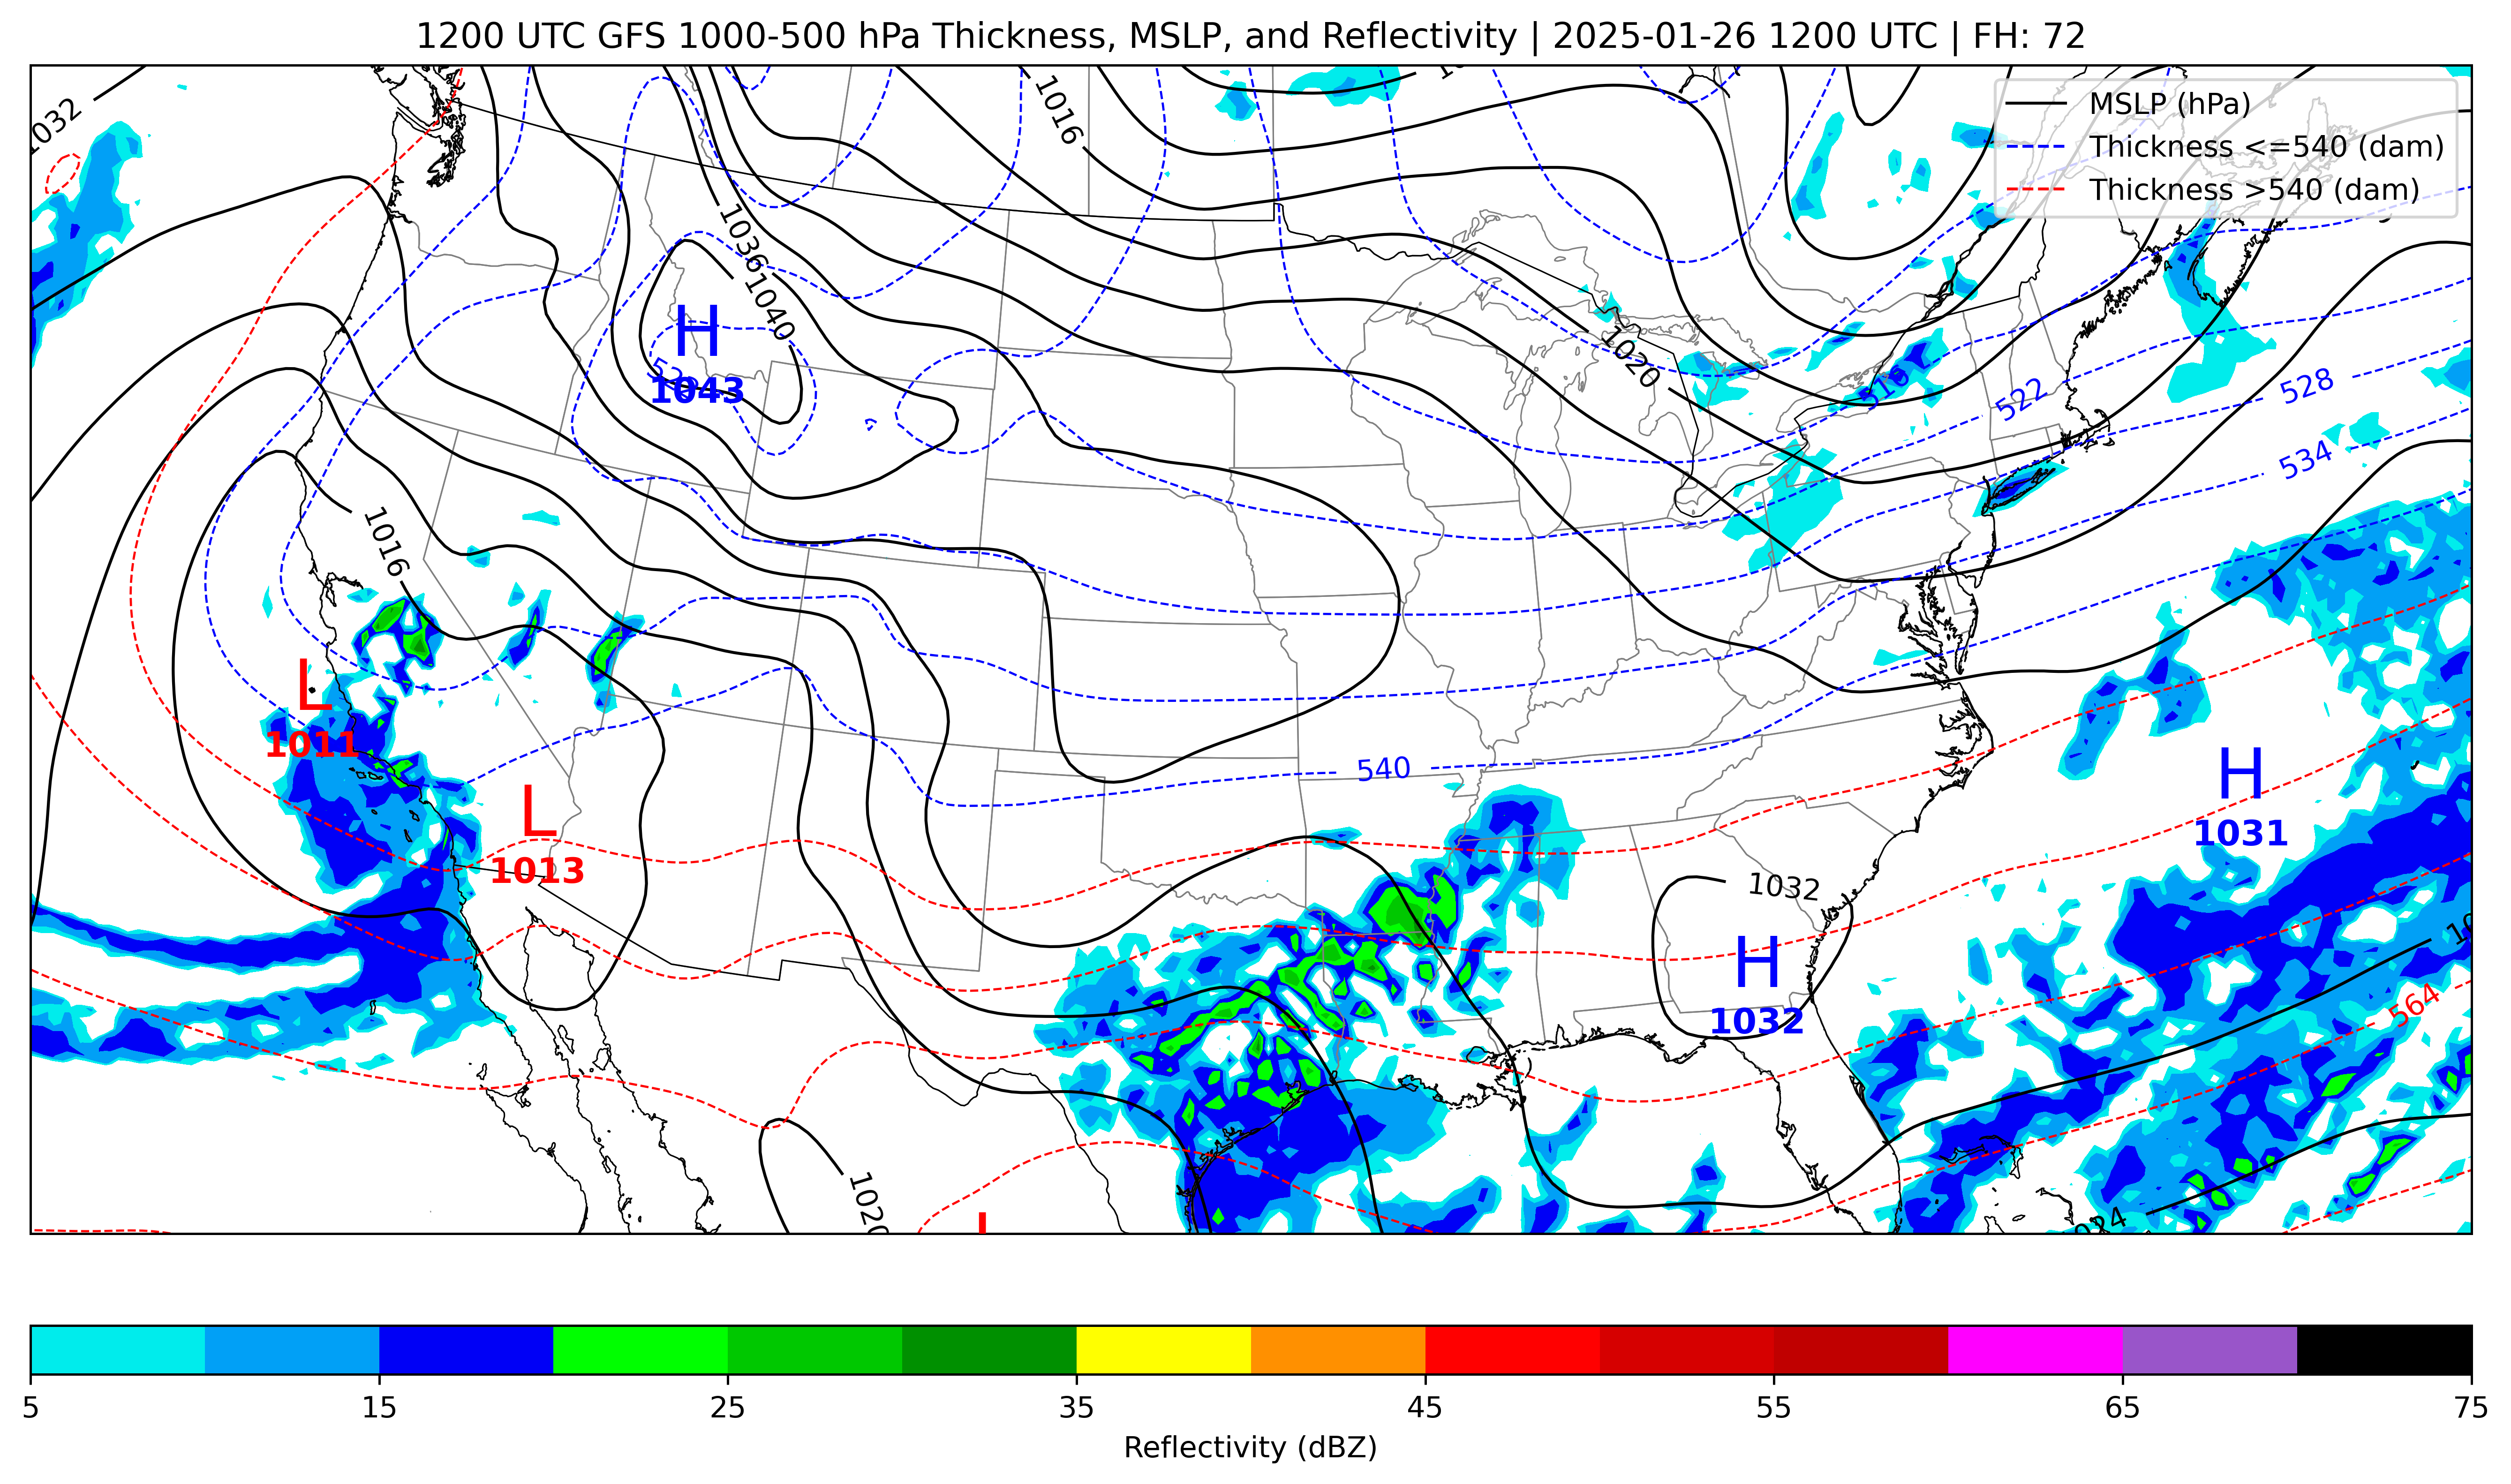 1200 UTC GFS 1000-500 hPa Thickness, MSLP, and Reflectivity | 2025-01-26 1200 UTC | FH: 72
MSLP (hPa)
Thickness <=540 (dam)
Thickness >540 (dam)
1032
1016
1036
1040
H
1043
1020
516
522
528
534
1016
L
1011
L
1013
540
H
1031
1032
H
1032
564
1020
5
15
25
35
45
55
65
75
Reflectivity (dBZ)